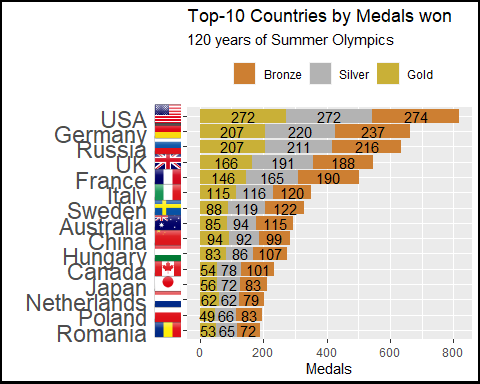 Top-10 Countries by Medals won
120 years of Summer Olympics
Bronze Silver Gold
USA 272 272 274
Germany 207 220 237
Russia 207 211 216
UK 166 191 188
France 146 165 190
Italy 115 116 120
Sweden 88 119 122
Australia 85 94 115
China 94 92 99
Hungary 83 86 107
Canada 54 78 101
Japan 56 72 83
Netherlands 62 62 79
Poland 49 66 83
Romania 53 65 72
0 200 400 600 800
Medals